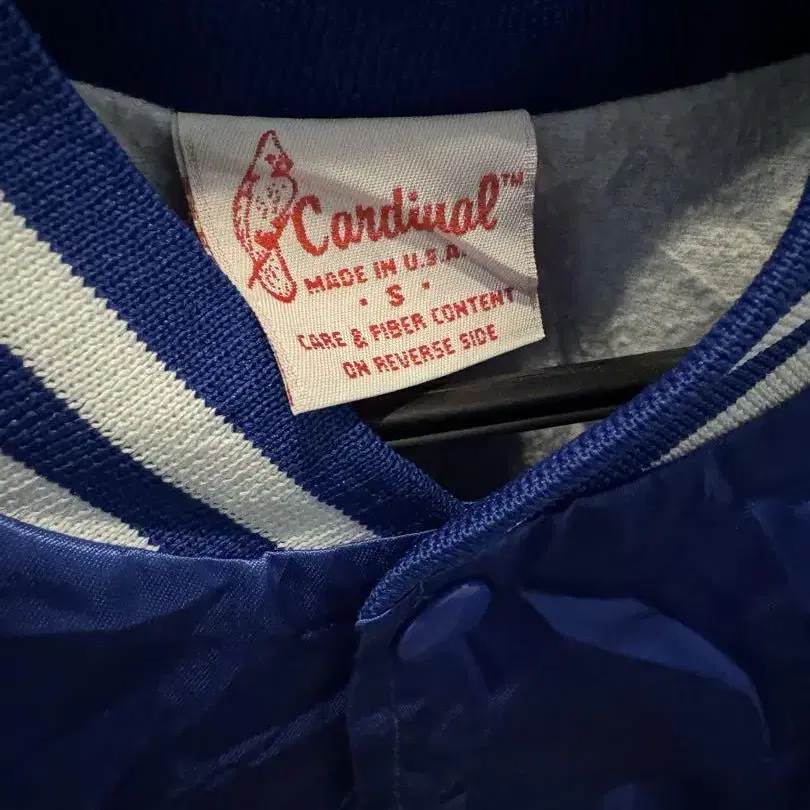 Cardinal™
MADE IN U.S.A.
· S ·
CARE & FIBER CONTENT
ON REVERSE SIDE